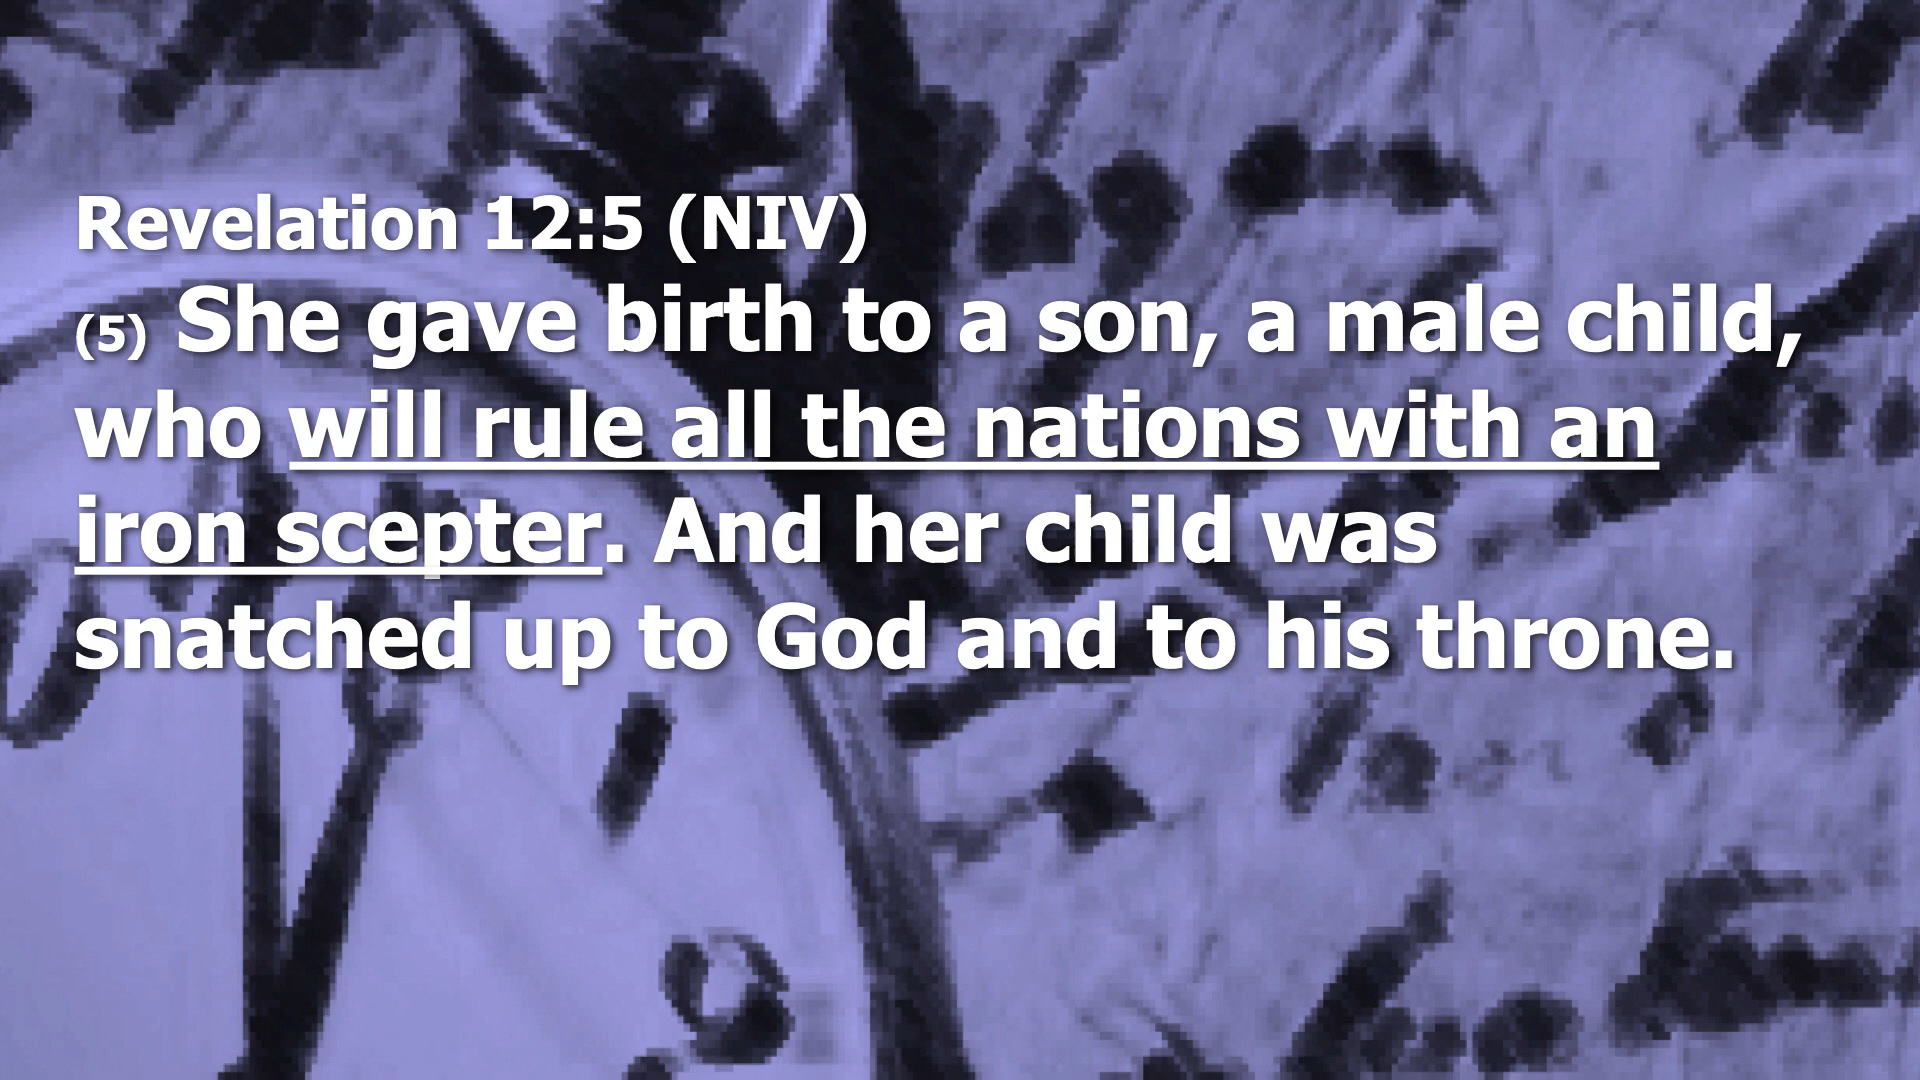 Revelation 12:5 (NIV)
(5) She gave birth to a son, a male child,
who will rule all the nations with an
iron scepter. And her child was
snatched up to God and to his throne.